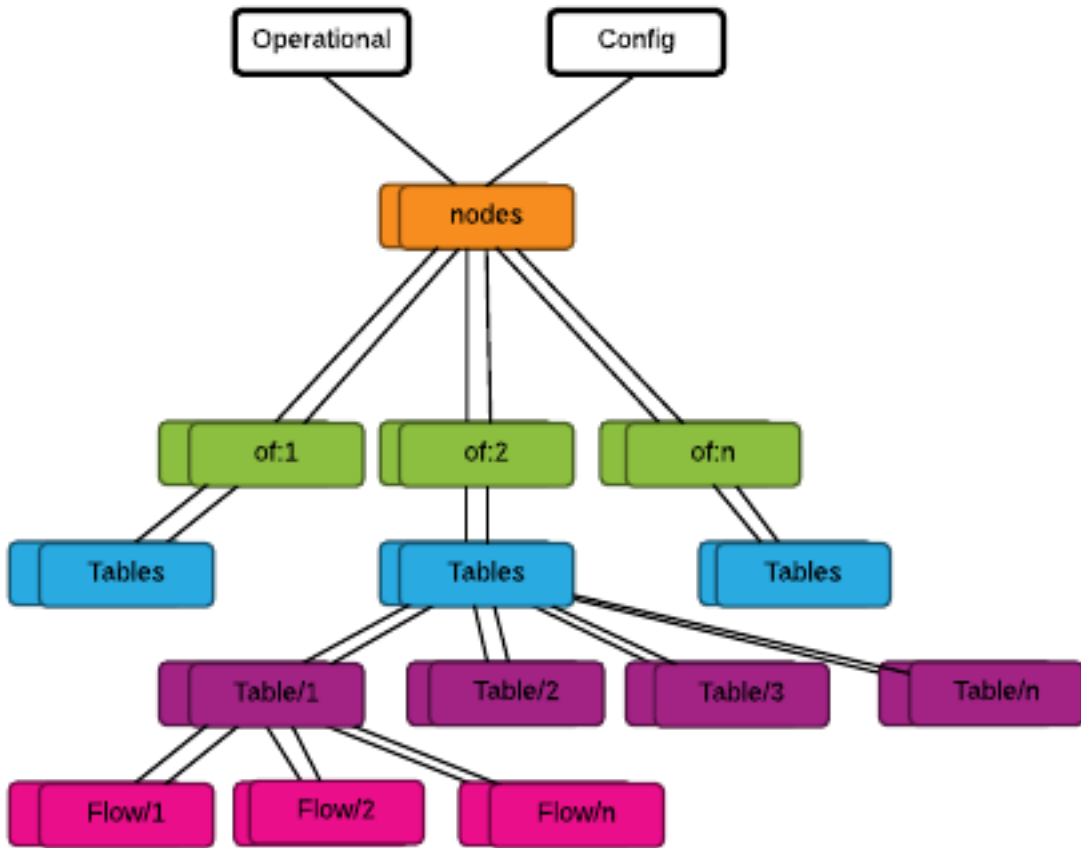 Operational
Config
nodes
of:1
of:2
of:n
Tables
Tables
Tables
Table/1
Table/2
Table/3
Table/n
Flow/1
Flow/2
Flow/n